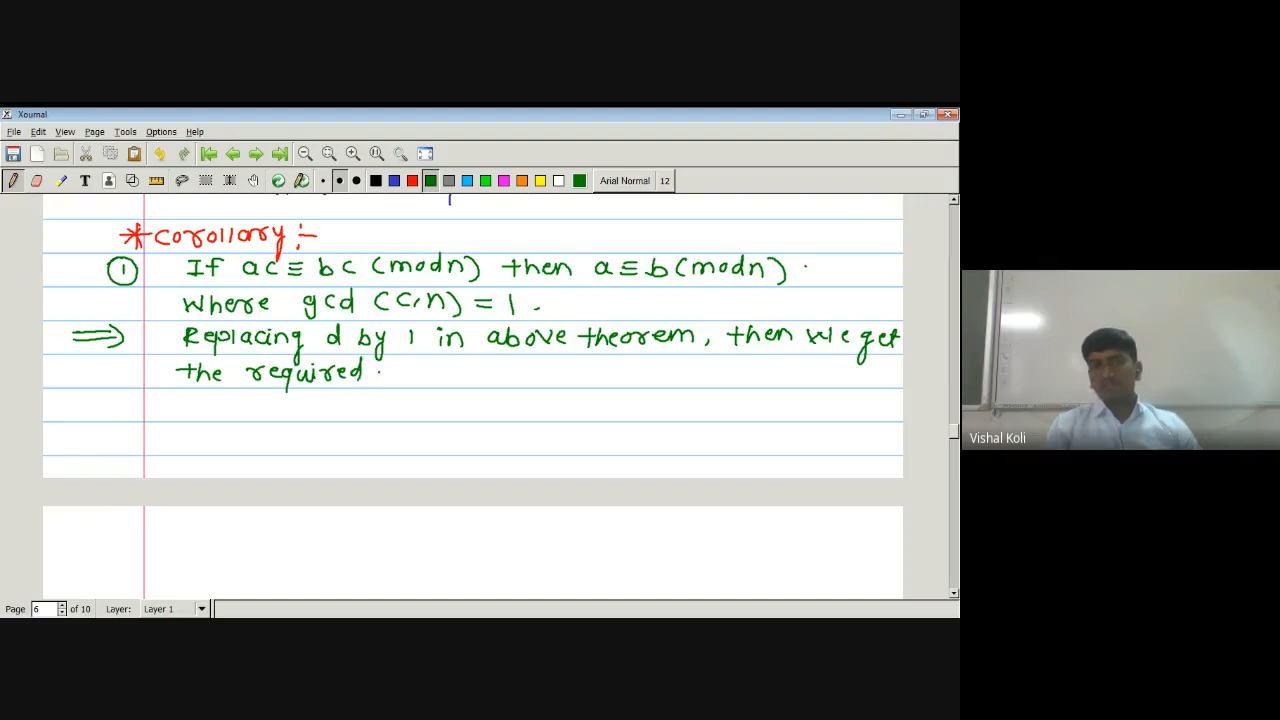 Xournal
File Edit View Page Tools Options Help
T Arial Normal 12
* Corollary :-
① If ac ≡ bc (mod n) then a ≡ b (mod n) .
Where gcd (c, n) = 1 .
⟹ Replacing d by 1 in above theorem, then we get
the required .
Vishal Koli
Page 6 of 10 Layer: Layer 1